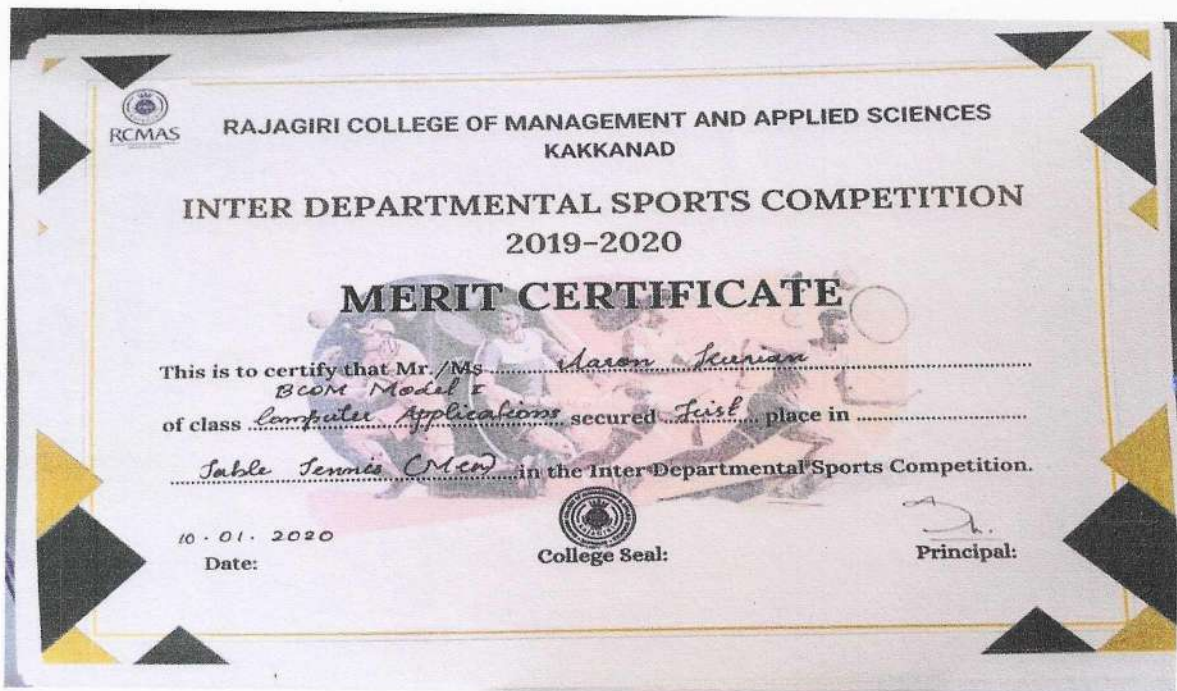 RCMAS
RAJAGIRI COLLEGE OF MANAGEMENT AND APPLIED SCIENCES
KAKKANAD
INTER DEPARTMENTAL SPORTS COMPETITION
2019-2020
MERIT CERTIFICATE
This is to certify that Mr./Ms Aaron Kurian
BCOM Model I
of class Computer Applications secured First place in
Table Tennis (Men) in the Inter Departmental Sports Competition.
10.01.2020
Date:
College Seal:
Principal: